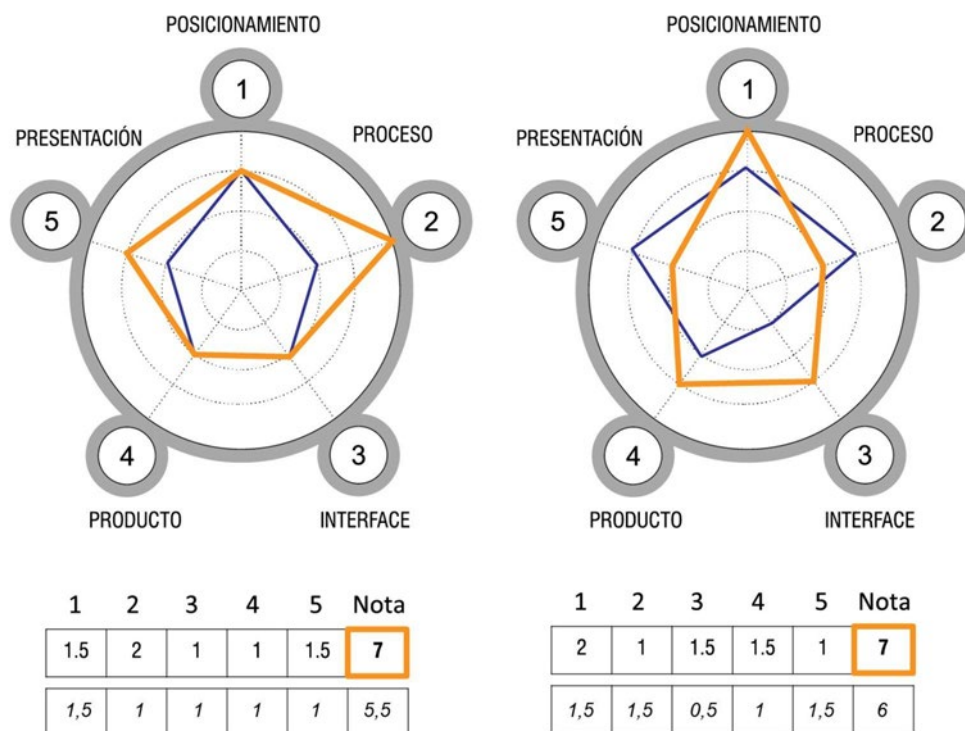 POSICIONAMIENTO
1
PRESENTACIÓN
PROCESO
5
2
4
3
PRODUCTO
INTERFACE
1 2 3 4 5 Nota
1.5 2 1 1 1.5 7
1,5 1 1 1 1 5,5
POSICIONAMIENTO
1
PRESENTACIÓN
PROCESO
5
2
4
3
PRODUCTO
INTERFACE
1 2 3 4 5 Nota
2 1 1.5 1.5 1 7
1,5 1,5 0,5 1 1,5 6